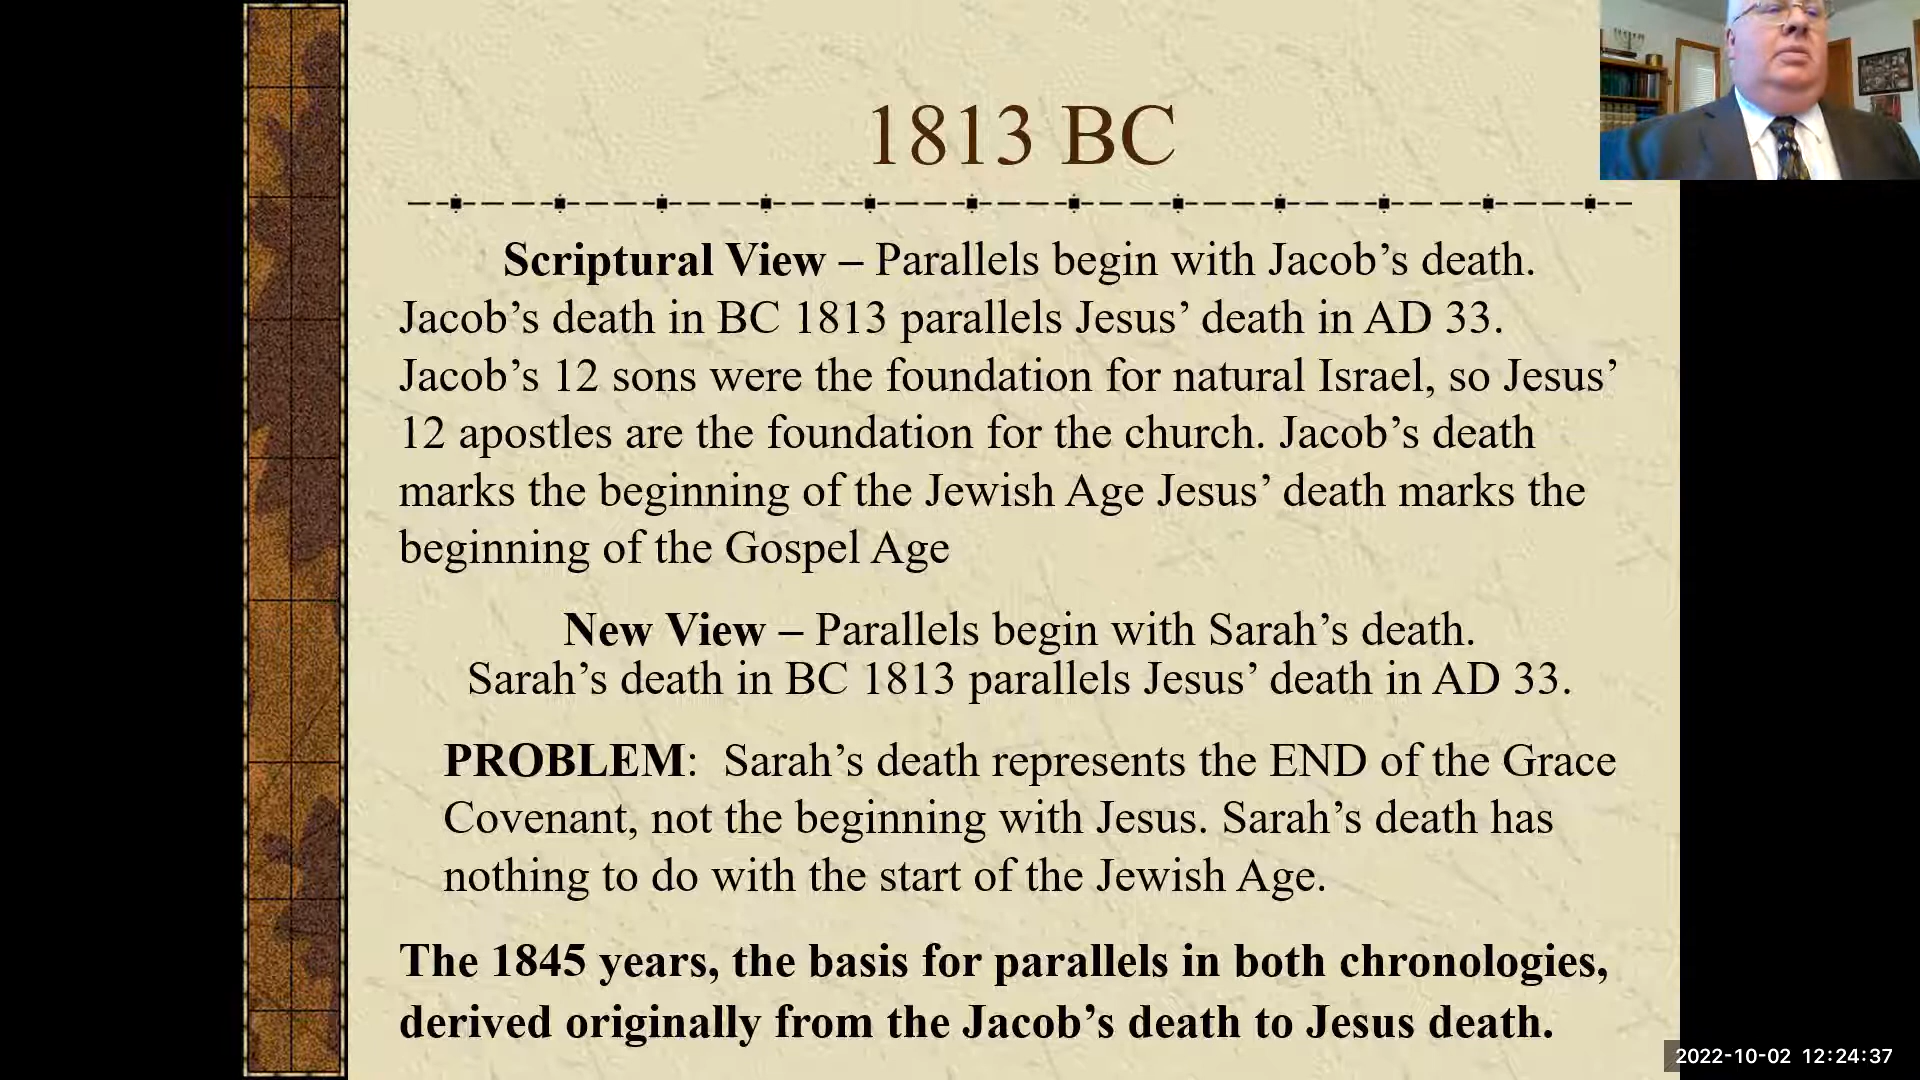 1813 BC
Scriptural View – Parallels begin with Jacob’s death.
Jacob’s death in BC 1813 parallels Jesus’ death in AD 33.
Jacob’s 12 sons were the foundation for natural Israel, so Jesus’
12 apostles are the foundation for the church. Jacob’s death
marks the beginning of the Jewish Age Jesus’ death marks the
beginning of the Gospel Age
New View – Parallels begin with Sarah’s death.
Sarah’s death in BC 1813 parallels Jesus’ death in AD 33.
PROBLEM:  Sarah’s death represents the END of the Grace
Covenant, not the beginning with Jesus. Sarah’s death has
nothing to do with the start of the Jewish Age.
The 1845 years, the basis for parallels in both chronologies,
derived originally from the Jacob’s death to Jesus death.
2022-10-02 12:24:37